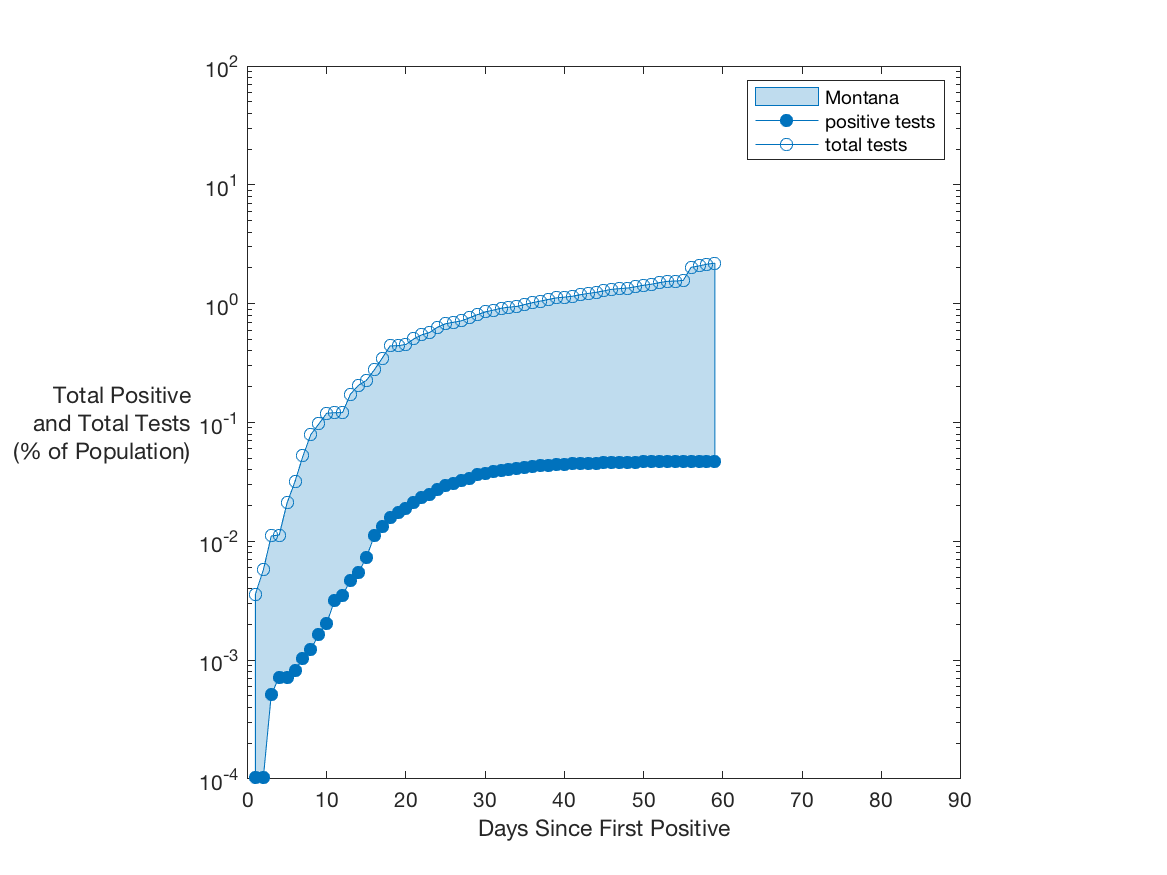 10^2
10^1
10^0
10^-1
10^-2
10^-3
10^-4
Total Positive
and Total Tests
(% of Population)
Montana
positive tests
total tests
0 10 20 30 40 50 60 70 80 90
Days Since First Positive